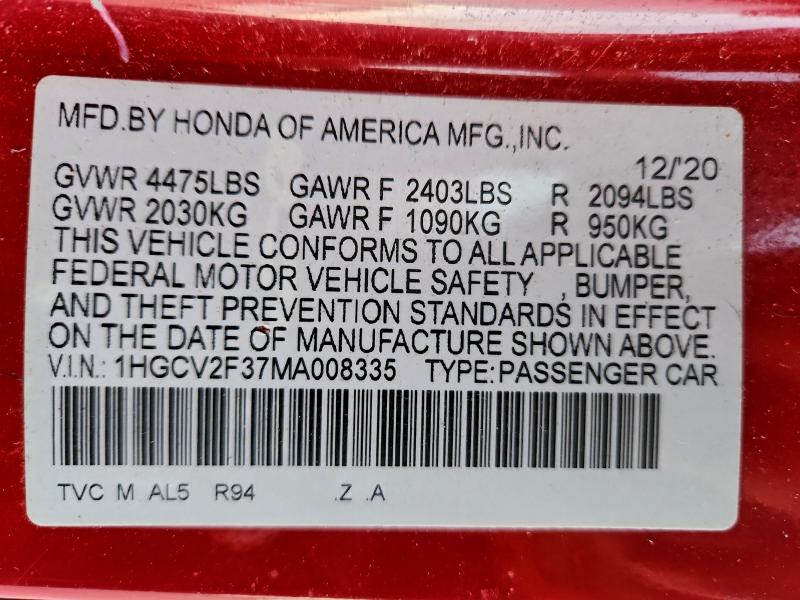 MFD.BY HONDA OF AMERICA MFG.,INC.
12/'20
GVWR 4475LBS GAWR F 2403LBS R 2094LBS
GVWR 2030KG GAWR F 1090KG R 950KG
THIS VEHICLE CONFORMS TO ALL APPLICABLE
FEDERAL MOTOR VEHICLE SAFETY , BUMPER,
AND THEFT PREVENTION STANDARDS IN EFFECT
ON THE DATE OF MANUFACTURE SHOWN ABOVE.
V.I.N.: 1HGCV2F37MA008335 TYPE:PASSENGER CAR
TVC M AL5 R94 .Z .A